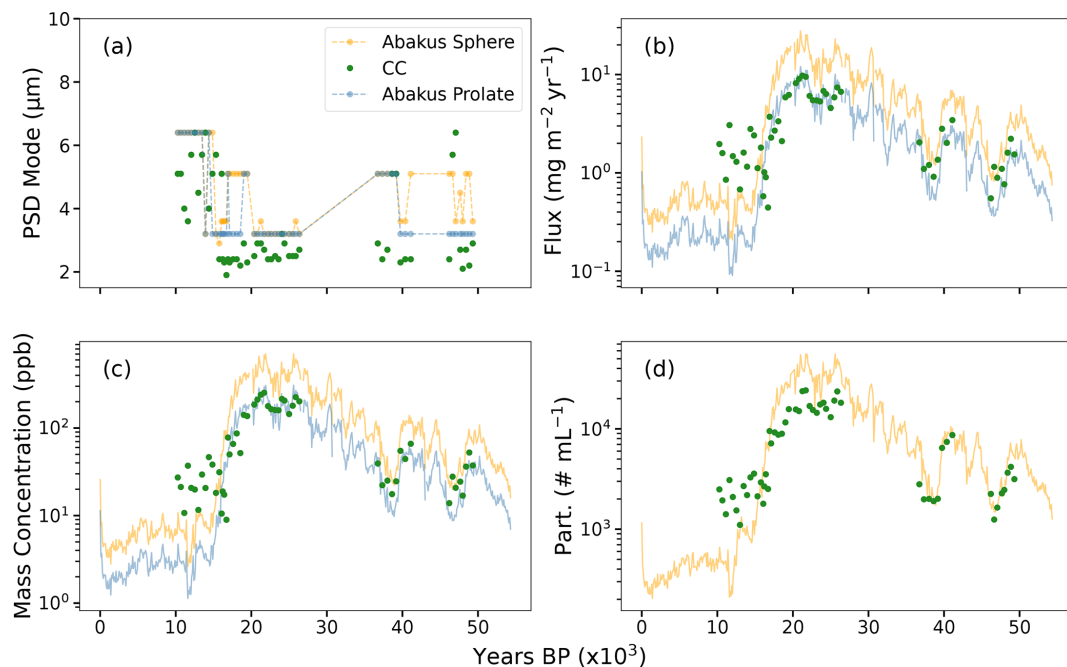 (a)
Abakus Sphere
CC
Abakus Prolate
PSD Mode (µm)
10
8
6
4
2
(b)
Flux (mg m⁻² yr⁻¹)
10¹
10⁰
10⁻¹
(c)
Mass Concentration (ppb)
10²
10¹
10⁰
0 10 20 30 40 50
(d)
Part. (# mL⁻¹)
10⁴
10³
0 10 20 30 40 50
Years BP (x10³)